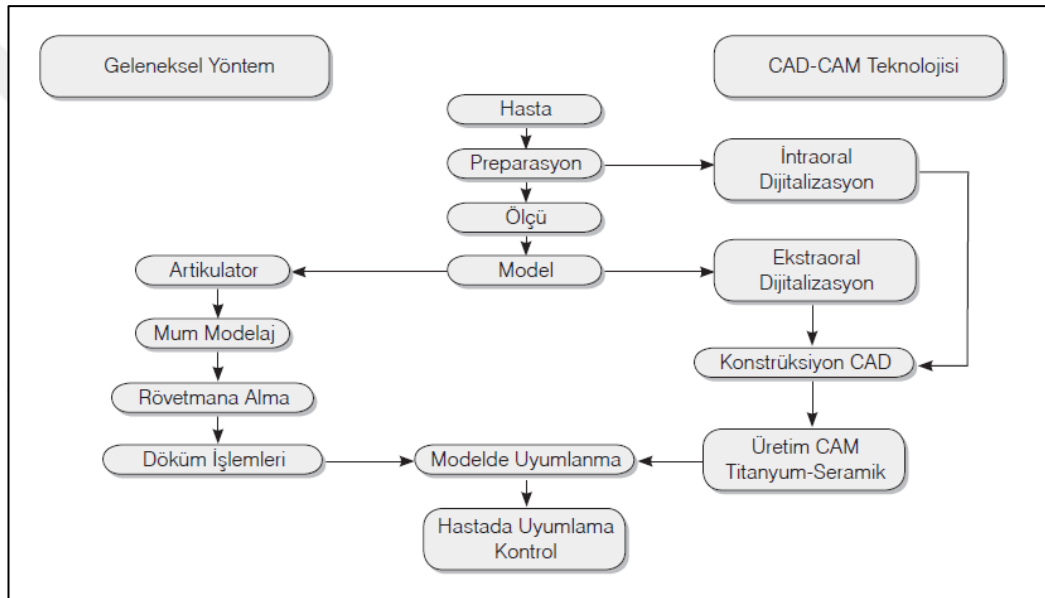 Geleneksel Yöntem
CAD-CAM Teknolojisi
Hasta
Preparasyon
İntraoral
Dijitalizasyon
Ölçü
Artikulator
Model
Ekstraoral
Dijitalizasyon
Mum Modelaj
Konstrüksiyon CAD
Rövetmana Alma
Döküm İşlemleri
Modelde Uyumlanma
Üretim CAM
Titanyum-Seramik
Hastada Uyumlama
Kontrol